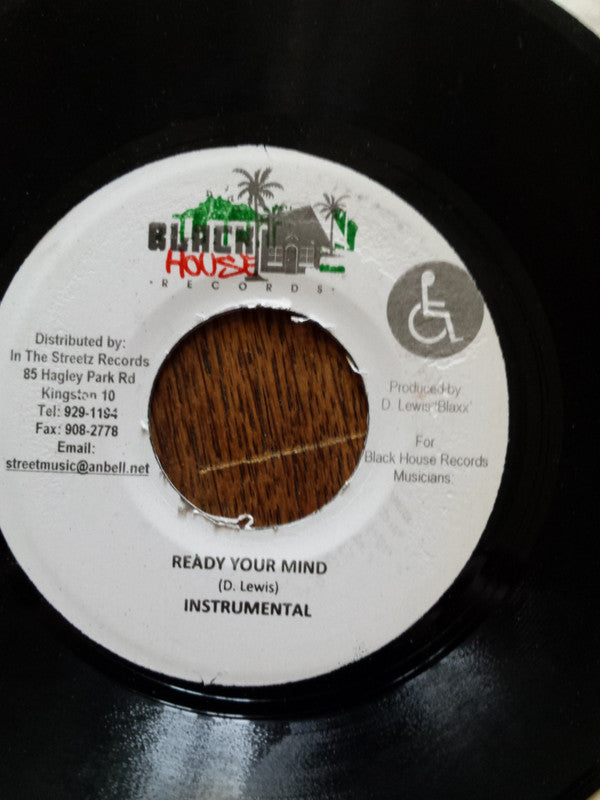 BLACK
HOUSE
· RECORDS ·
Distributed by:
In The Streetz Records
85 Hagley Park Rd
Kingston 10
Tel: 929-1194
Fax: 908-2778
Email:
streetmusic@anbell.net
Produced by:
D. Lewis "Blaxx"
For
Black House Records
Musicians:
READY YOUR MIND
(D. Lewis)
INSTRUMENTAL